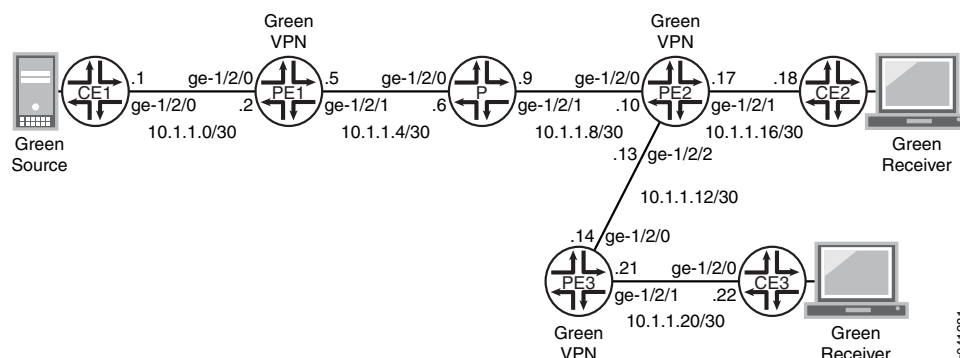 Green
VPN
Green
VPN
.1
ge-1/2/0
.5
ge-1/2/0
.9
ge-1/2/0
.17
.18
CE1
PE1
P
PE2
CE2
ge-1/2/0
.2
ge-1/2/1
.6
ge-1/2/1
.10
ge-1/2/1
10.1.1.0/30
10.1.1.4/30
10.1.1.8/30
10.1.1.16/30
Green
Source
Green
Receiver
.13
ge-1/2/2
10.1.1.12/30
.14
ge-1/2/0
.21
ge-1/2/0
PE3
CE3
ge-1/2/1
.22
10.1.1.20/30
Green
VPN
Green
Receiver